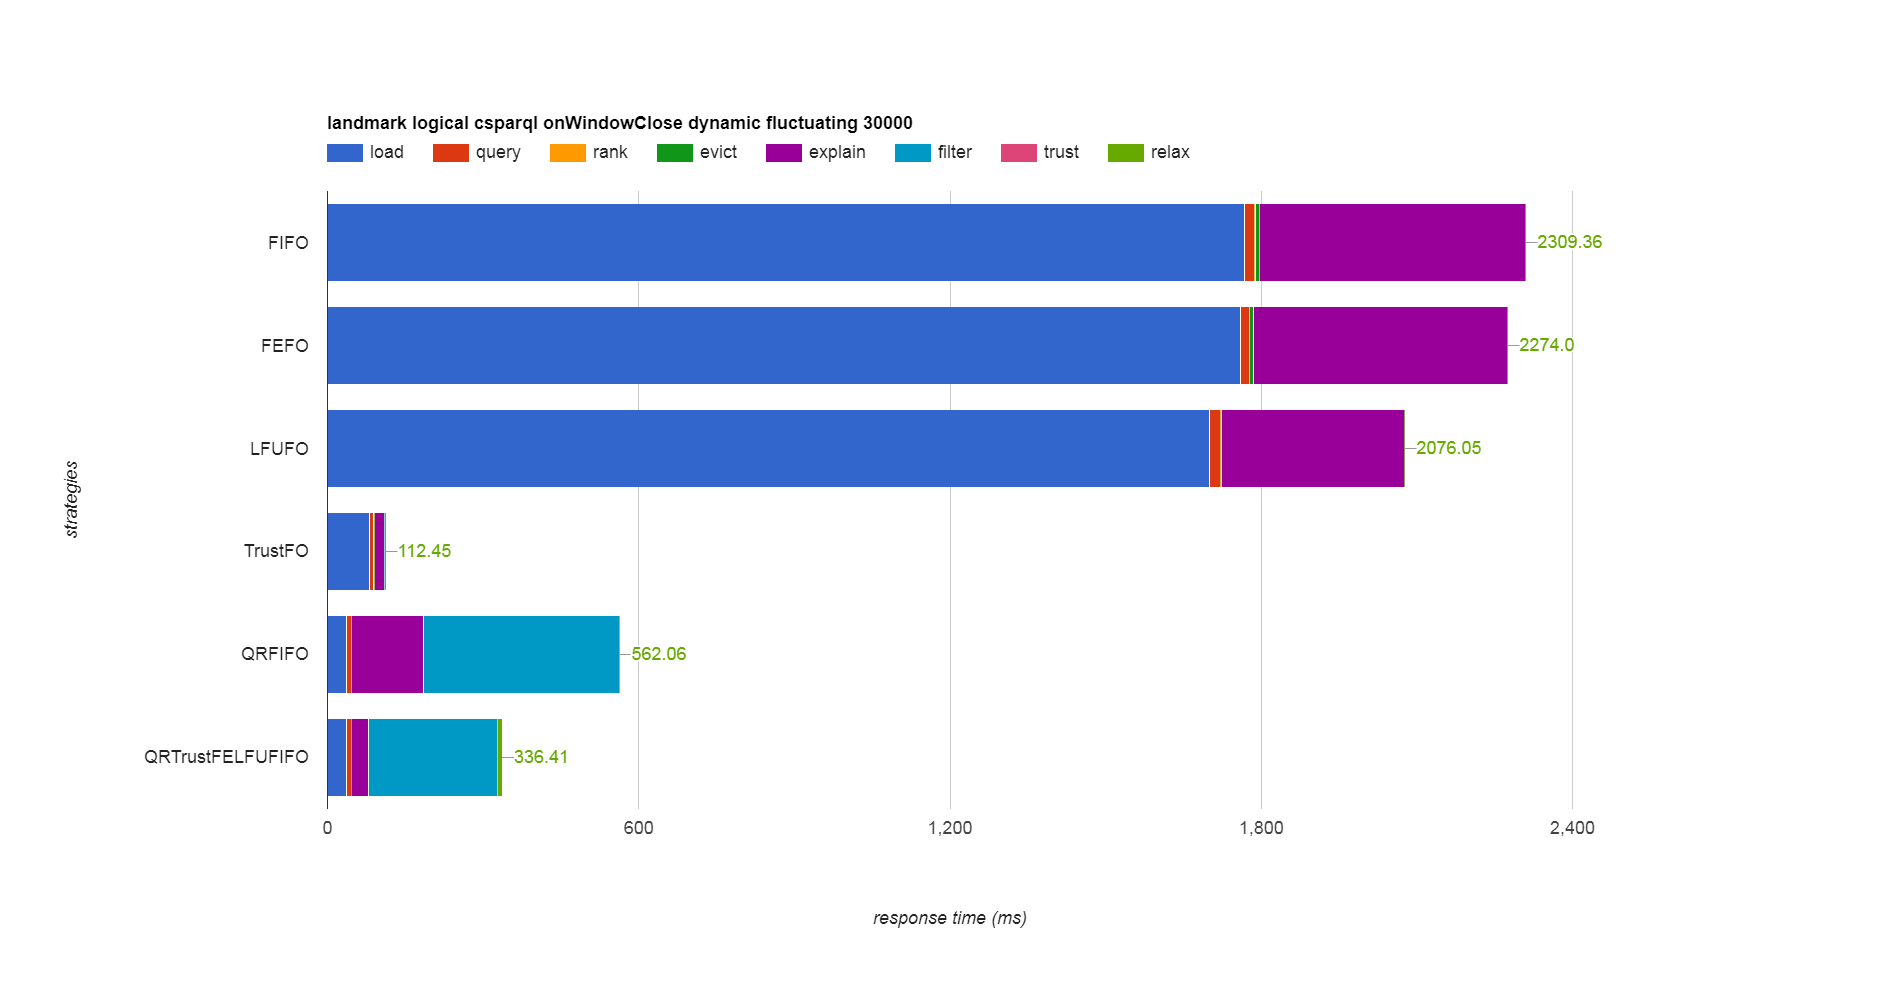 landmark logical csparql onWindowClose dynamic fluctuating 30000
load query rank evict explain filter trust relax
FIFO 2309.36
FEFO 2274.0
LFUFO 2076.05
TrustFO 112.45
QRFIFO 562.06
QRTrustFELFUFIFO 336.41
strategies
0 600 1,200 1,800 2,400
response time (ms)